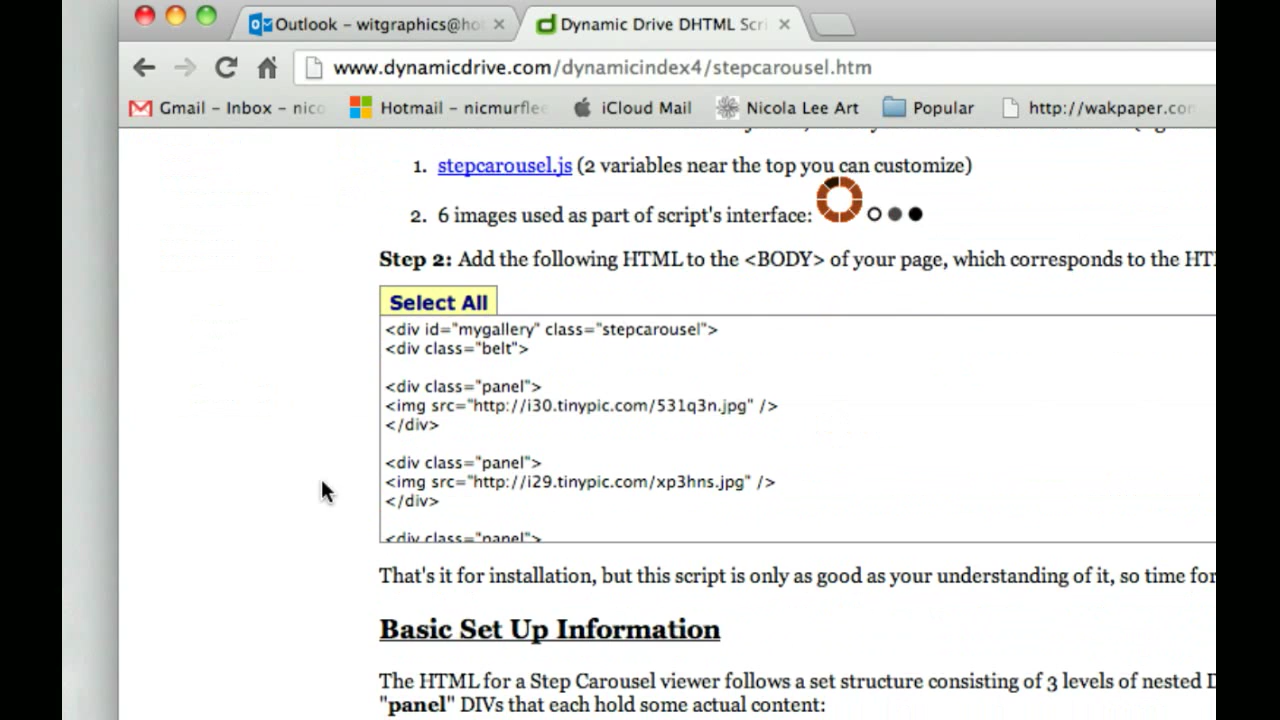 Outlook - witgraphics@ho
Dynamic Drive DHTML Scri
www.dynamicdrive.com/dynamicindex4/stepcarousel.htm
Gmail - Inbox - nico
Hotmail - nicmurflee
iCloud Mail
Nicola Lee Art
Popular
http://wakpaper.com
1. stepcarousel.js (2 variables near the top you can customize)
2. 6 images used as part of script's interface:
Step 2: Add the following HTML to the <BODY> of your page, which corresponds to the HT
Select All
<div id="mygallery" class="stepcarousel">
<div class="belt">
<div class="panel">
<img src="http://i30.tinypic.com/531q3n.jpg" />
</div>
<div class="panel">
<img src="http://i29.tinypic.com/xp3hns.jpg" />
</div>
<div class="panel">
That's it for installation, but this script is only as good as your understanding of it, so time for
Basic Set Up Information
The HTML for a Step Carousel viewer follows a set structure consisting of 3 levels of nested D
"panel" DIVs that each hold some actual content: